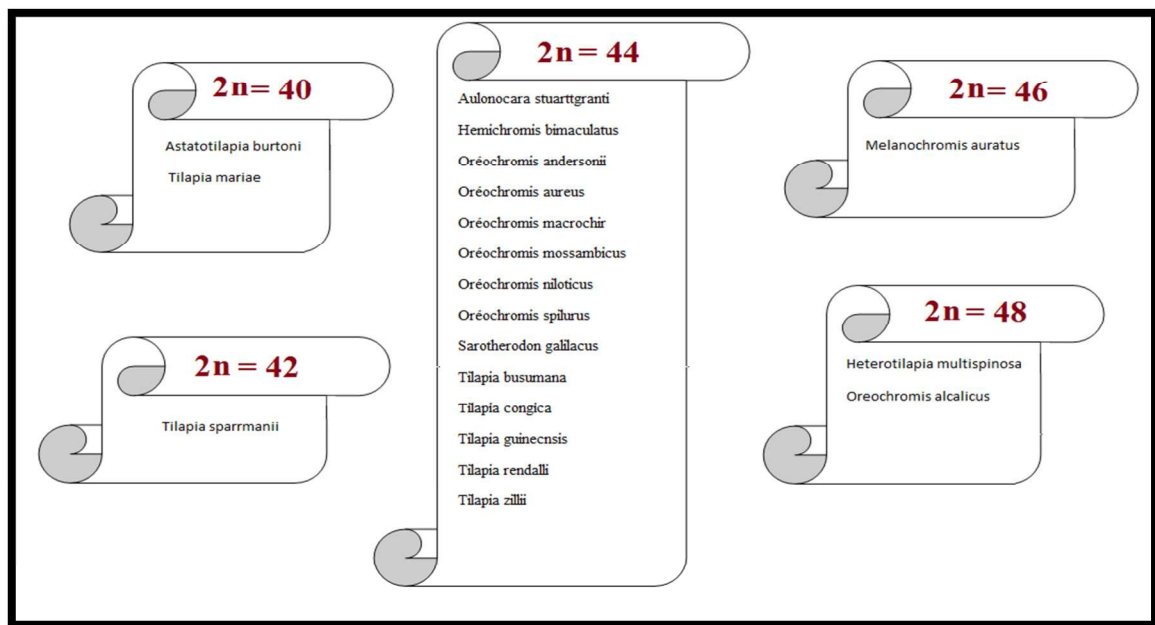 2n= 40
Astatotilapia burtoni
Tilapia mariae
2n = 42
Tilapia sparrmanii
2n = 44
Aulonocara stuarttgranti
Hemichromis bimaculatus
Oréochromis andersonii
Oréochromis aureus
Oréochromis macrochir
Oréochromis mossambicus
Oréochromis niloticus
Oréochromis spilurus
Sarotherodon galilacus
Tilapia busumana
Tilapia congica
Tilapia guinecnsis
Tilapia rendalli
Tilapia zillii
2n= 46
Melanochromis auratus
2n = 48
Heterotilapia multispinosa
Oreochromis alcalicus